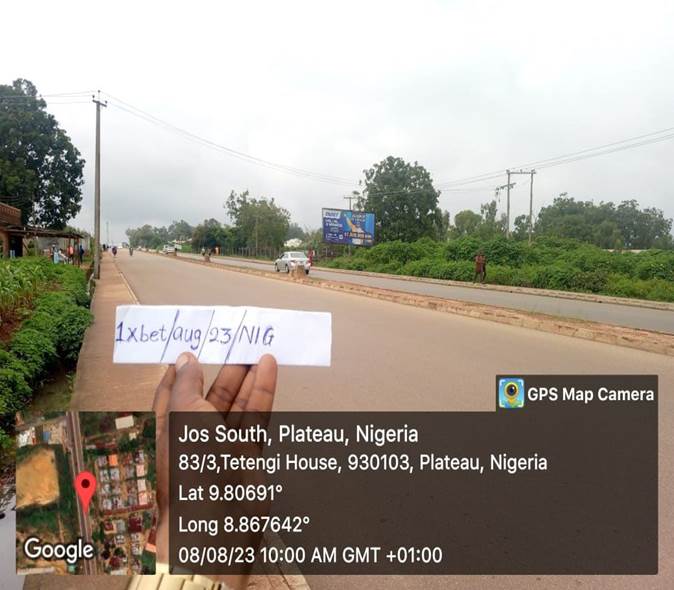 1xbet/aug/23/NIG
GPS Map Camera
Jos South, Plateau, Nigeria
83/3,Tetengi House, 930103, Plateau, Nigeria
Lat 9.80691°
Long 8.867642°
08/08/23 10:00 AM GMT +01:00
Google